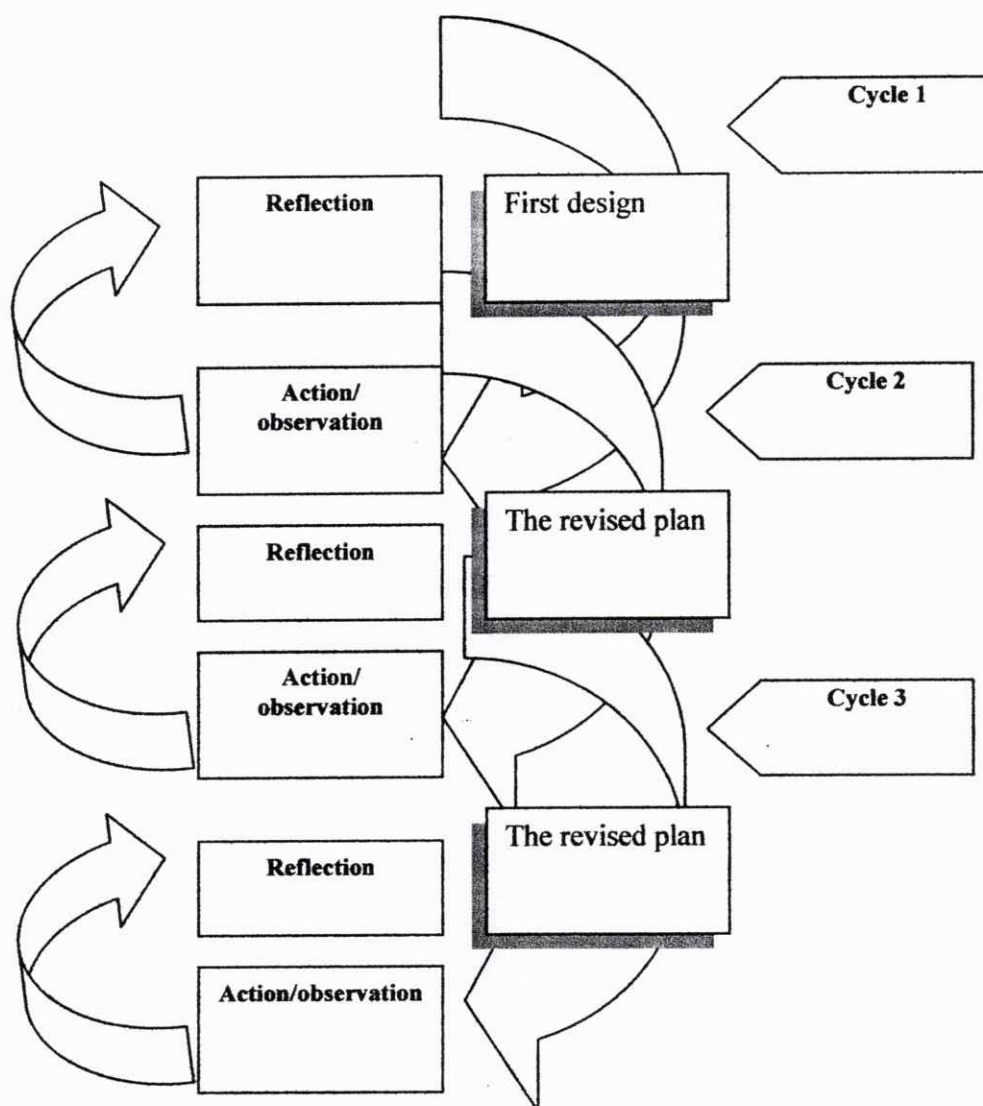 Cycle 1
Reflection
First design
Cycle 2
Action/
observation
The revised plan
Reflection
Action/
observation
Cycle 3
The revised plan
Reflection
Action/observation